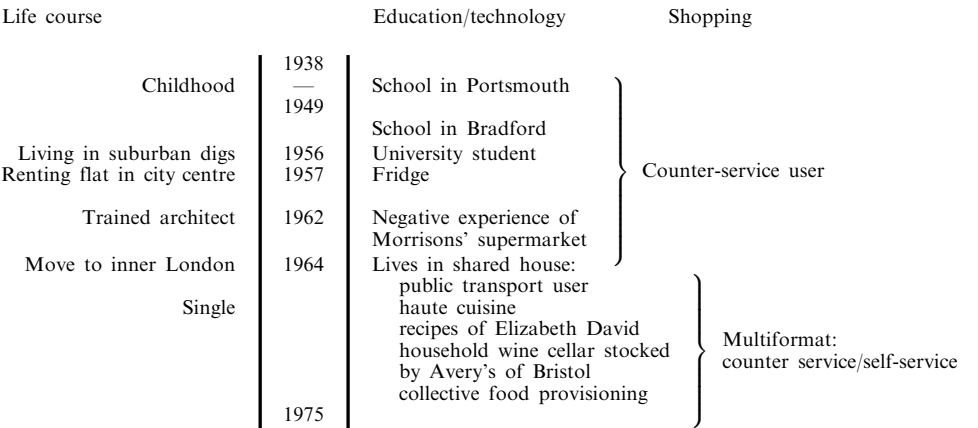 Life course Education/technology Shopping
1938
Childhood — School in Portsmouth
1949
School in Bradford
Living in suburban digs 1956 University student
Renting flat in city centre 1957 Fridge
Counter-service user
Trained architect 1962 Negative experience of
Morrisons' supermarket
Move to inner London 1964 Lives in shared house:
public transport user
Single haute cuisine
recipes of Elizabeth David
household wine cellar stocked
by Avery's of Bristol
collective food provisioning
Multiformat:
counter service/self-service
1975